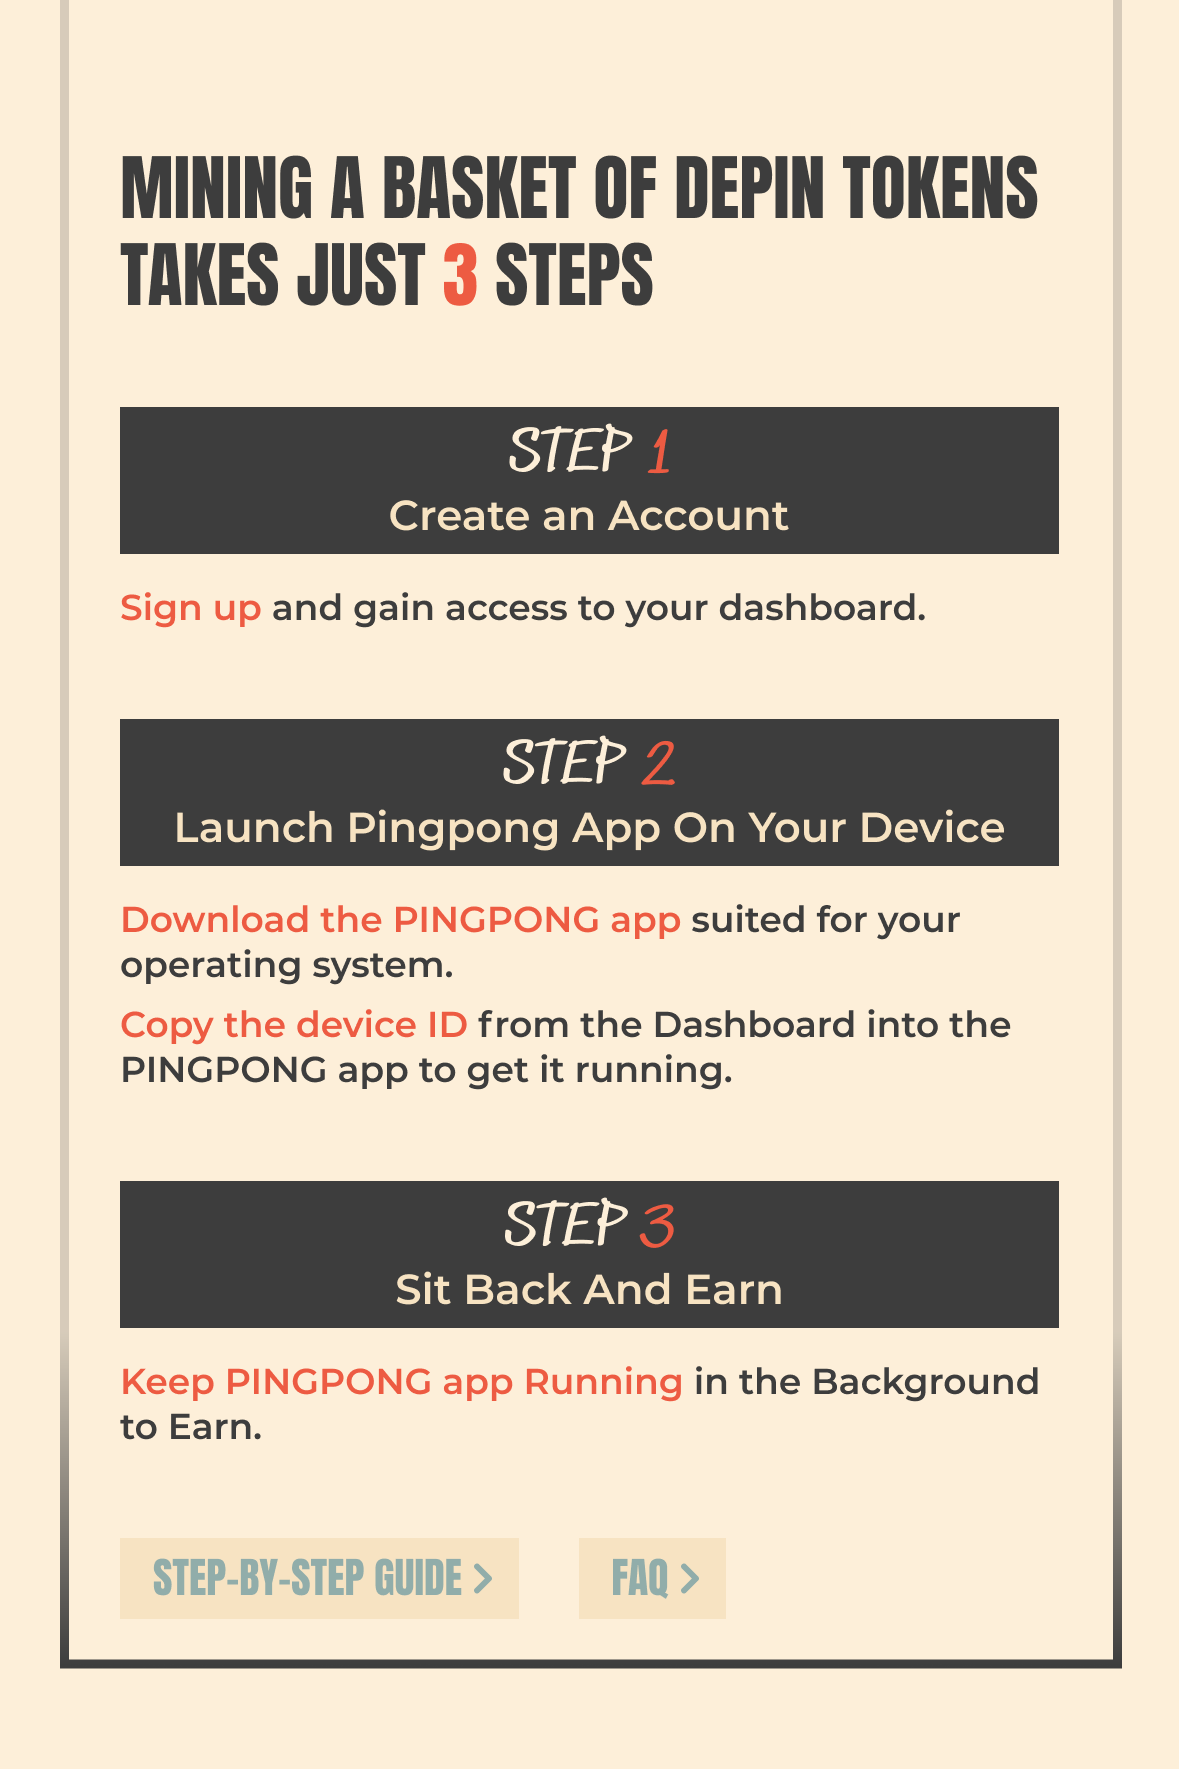 MINING A BASKET OF DEPIN TOKENS
TAKES JUST 3 STEPS
STEP 1
Create an Account
Sign up and gain access to your dashboard.
STEP 2
Launch Pingpong App On Your Device
Download the PINGPONG app suited for your
operating system.
Copy the device ID from the Dashboard into the
PINGPONG app to get it running.
STEP 3
Sit Back And Earn
Keep PINGPONG app Running in the Background
to Earn.
STEP-BY-STEP GUIDE >
FAQ >